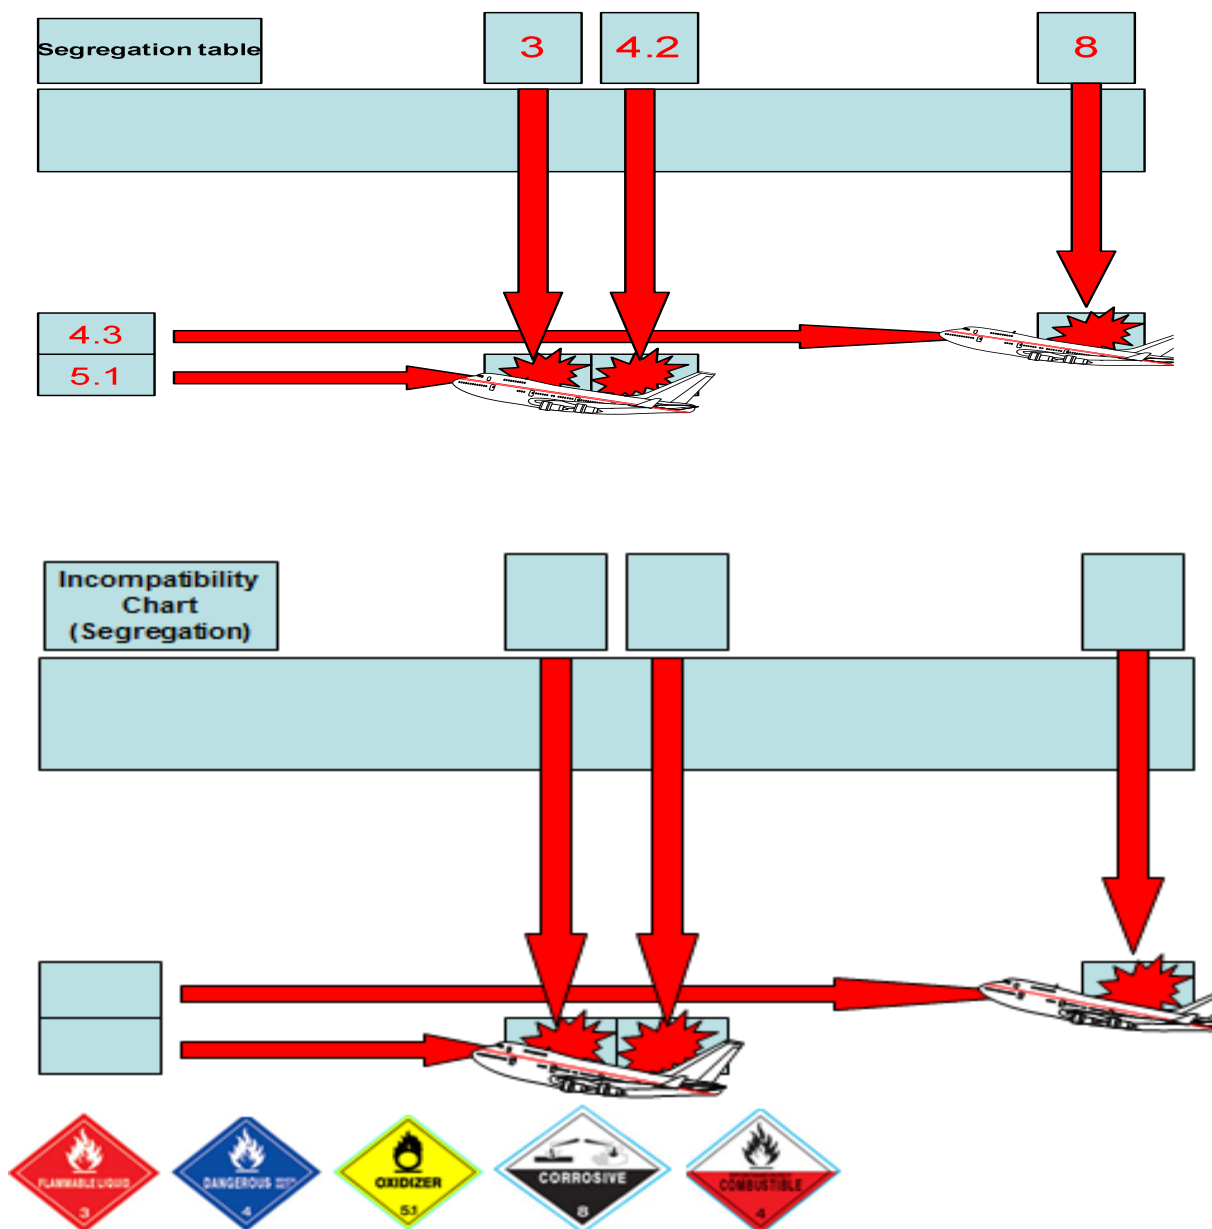 Segregation table
3
4.2
8
4.3
5.1
Incompatibility
Chart
(Segregation)
FLAMMABLE LIQUID
3
DANGEROUS
4
OXIDIZER
5.1
CORROSIVE
8
COMBUSTIBLE
4